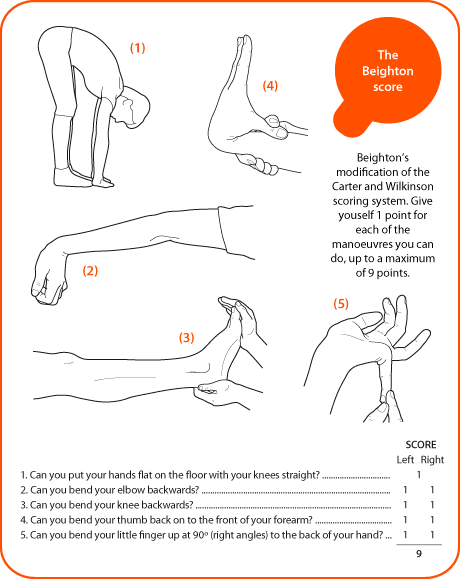 (1)
(4)
The
Beighton
score
Beighton's
modification of the
Carter and Wilkinson
scoring system. Give
youself 1 point for
each of the
manoeuvres you can
do, up to a maximum
of 9 points.
(2)
(5)
(3)
SCORE
Left Right
1. Can you put your hands flat on the floor with your knees straight? ............................... 1
2. Can you bend your elbow backwards? ...................................................................... 1 1
3. Can you bend your knee backwards? ........................................................................ 1 1
4. Can you bend your thumb back on to the front of your forearm? ............................ 1 1
5. Can you bend your little finger up at 90º (right angles) to the back of your hand? ... 1 1
9